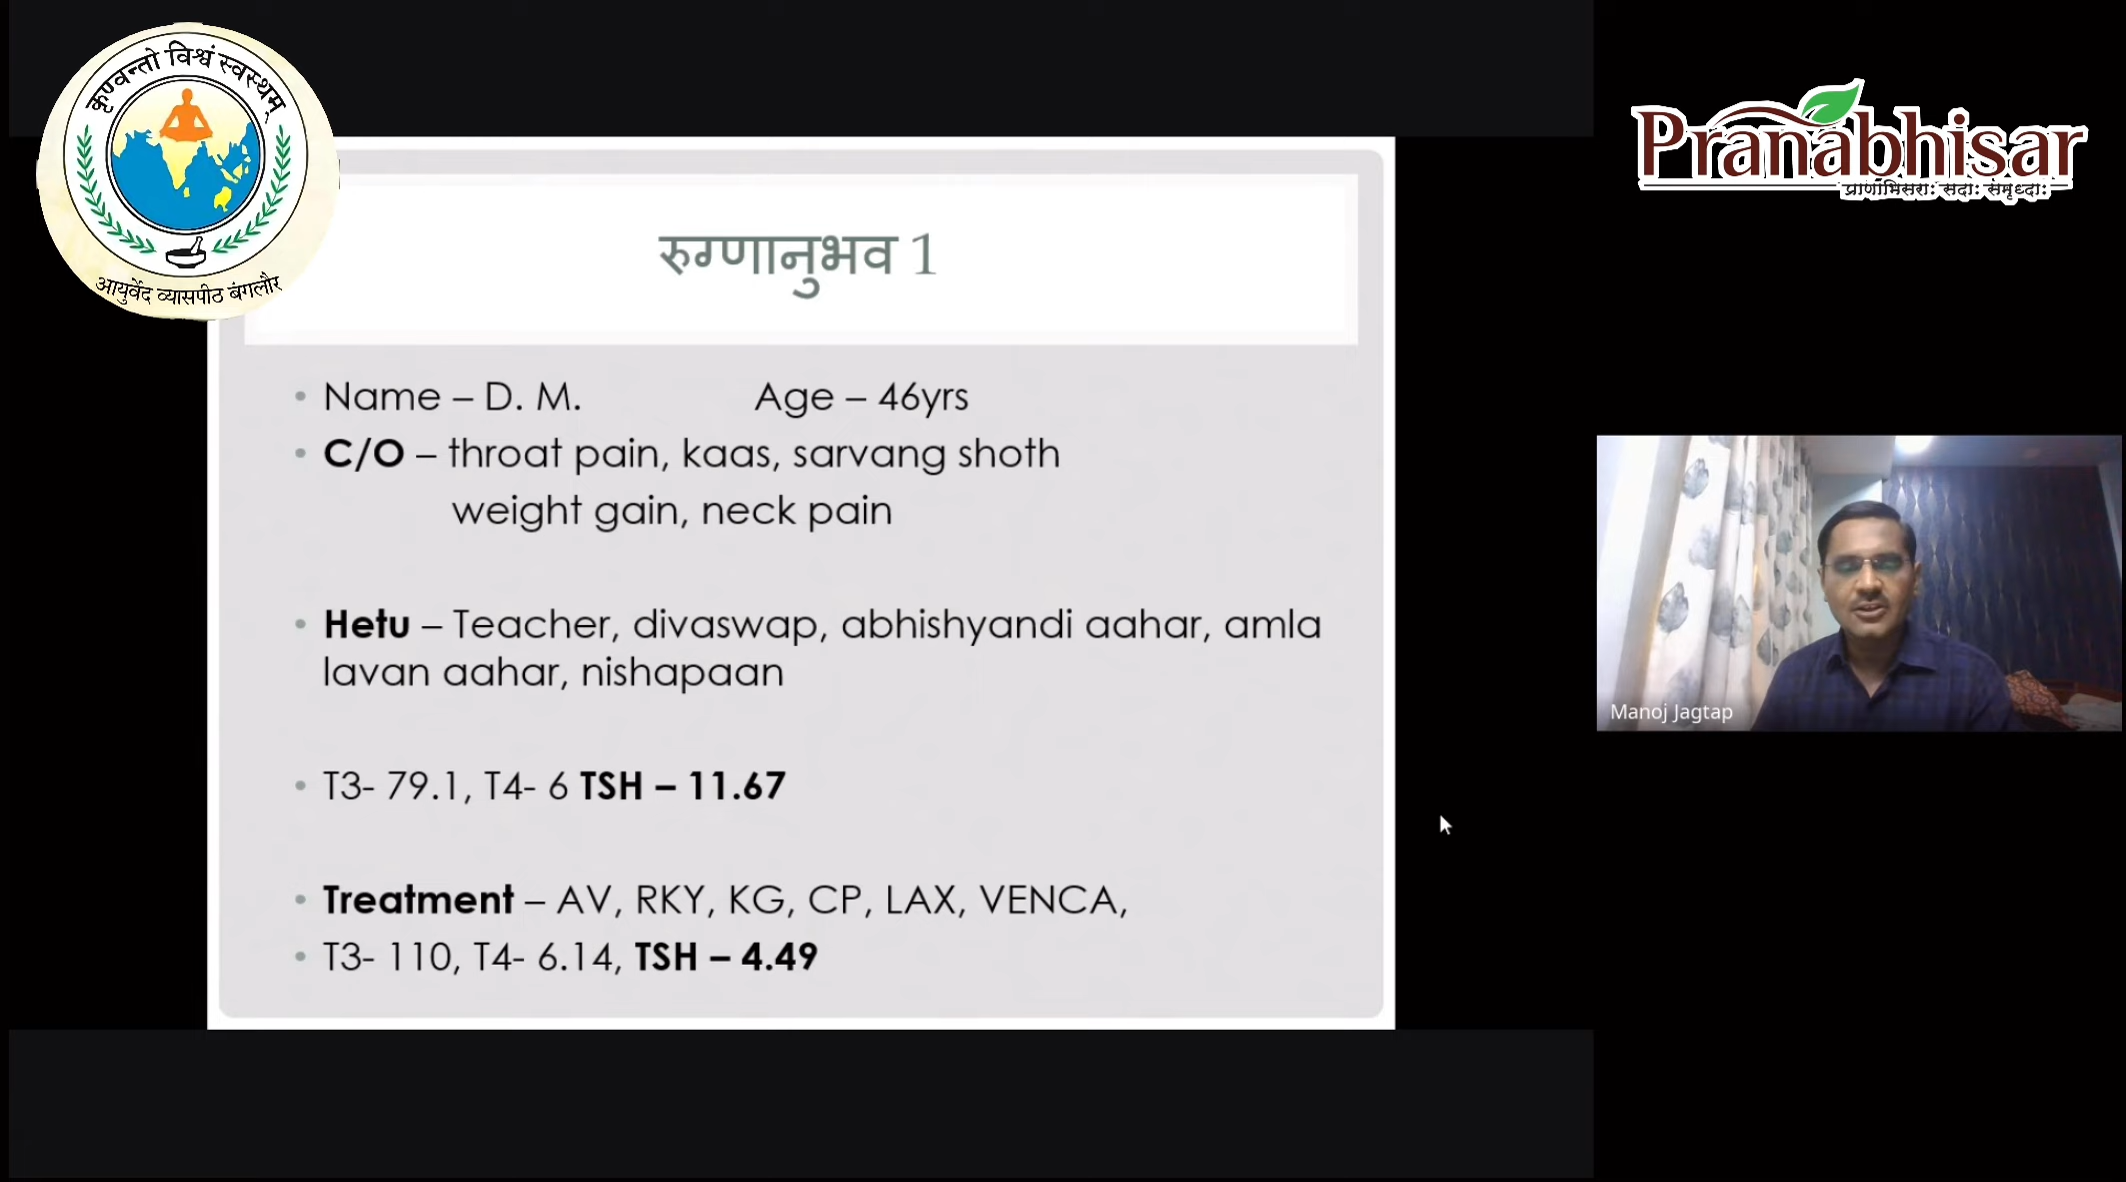 कृण्वन्तो विश्वं स्वस्थम्
आयुर्वेद व्यासपीठ बंगलौर
Pranabhisar
प्राणाभिसराः सदाः संमृध्दाः
रुग्णानुभव 1
• Name – D. M. Age – 46yrs
• C/O – throat pain, kaas, sarvang shoth
weight gain, neck pain
• Hetu – Teacher, divaswap, abhishyandi aahar, amla
lavan aahar, nishapaan
• T3- 79.1, T4- 6 TSH – 11.67
• Treatment – AV, RKY, KG, CP, LAX, VENCA,
• T3- 110, T4- 6.14, TSH – 4.49
Manoj Jagtap